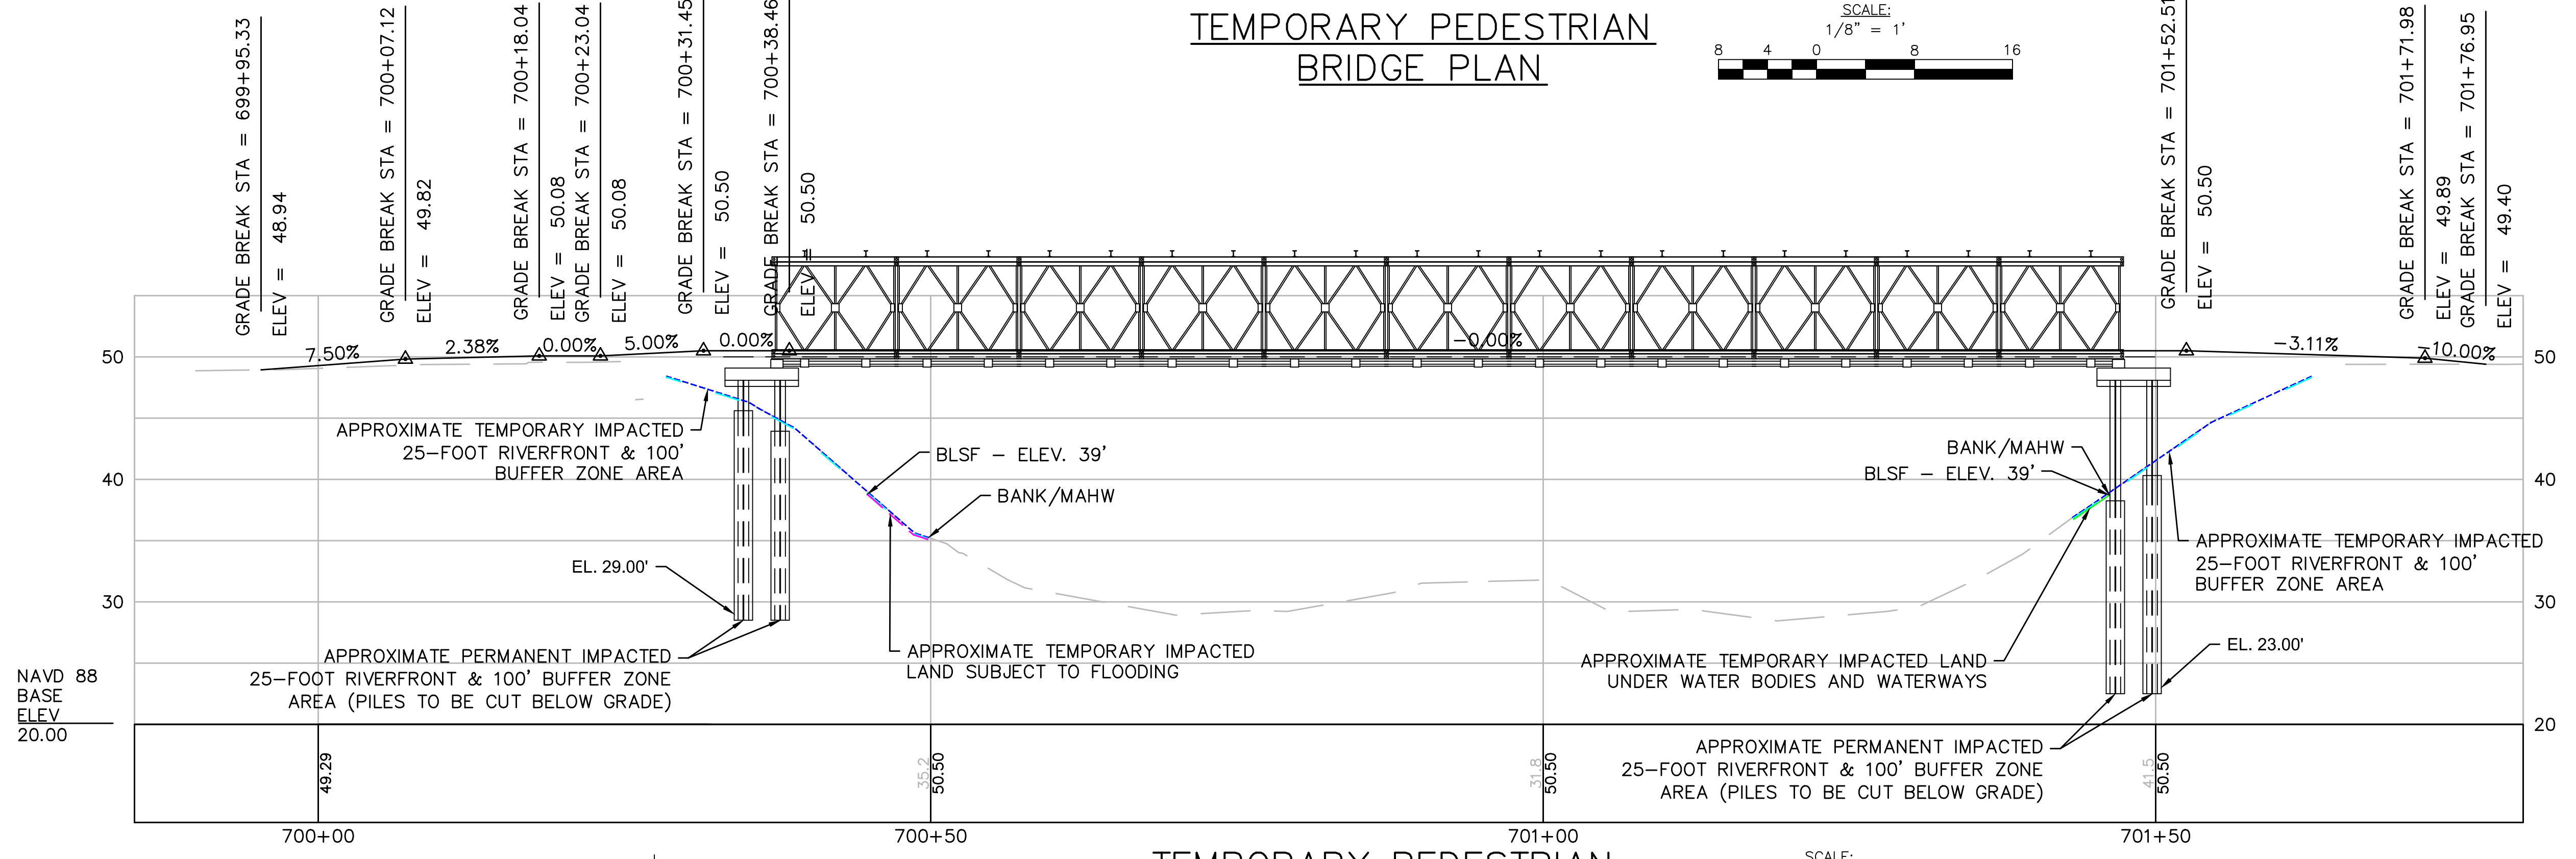 TEMPORARY PEDESTRIAN
BRIDGE PLAN
SCALE:
1/8" = 1'
8 4 0 8 16
GRADE BREAK STA = 699+95.33
ELEV = 48.94
GRADE BREAK STA = 700+07.12
ELEV = 49.82
GRADE BREAK STA = 700+18.04
ELEV = 50.08
GRADE BREAK STA = 700+23.04
ELEV = 50.08
GRADE BREAK STA = 700+31.45
ELEV = 50.50
GRADE BREAK STA = 700+38.46
ELEV = 50.50
GRADE BREAK STA = 701+52.51
ELEV = 50.50
GRADE BREAK STA = 701+71.98
ELEV = 49.89
GRADE BREAK STA = 701+76.95
ELEV = 49.40
7.50%
2.38%
0.00%
5.00%
0.00%
-0.00%
-3.11%
-10.00%
50
50
40
40
30
30
20
20
APPROXIMATE TEMPORARY IMPACTED
25-FOOT RIVERFRONT & 100'
BUFFER ZONE AREA
BLSF - ELEV. 39'
BANK/MAHW
EL. 29.00'
APPROXIMATE PERMANENT IMPACTED
25-FOOT RIVERFRONT & 100' BUFFER ZONE
AREA (PILES TO BE CUT BELOW GRADE)
APPROXIMATE TEMPORARY IMPACTED
LAND SUBJECT TO FLOODING
BANK/MAHW
BLSF - ELEV. 39'
APPROXIMATE TEMPORARY IMPACTED
25-FOOT RIVERFRONT & 100'
BUFFER ZONE AREA
EL. 23.00'
APPROXIMATE TEMPORARY IMPACTED LAND
UNDER WATER BODIES AND WATERWAYS
APPROXIMATE PERMANENT IMPACTED
25-FOOT RIVERFRONT & 100' BUFFER ZONE
AREA (PILES TO BE CUT BELOW GRADE)
NAVD 88
BASE
ELEV
20.00
49.29
35.2
50.50
31.8
50.50
41.5
50.50
700+00
700+50
701+00
701+50
TEMPORARY PEDESTRIAN
SCALE: